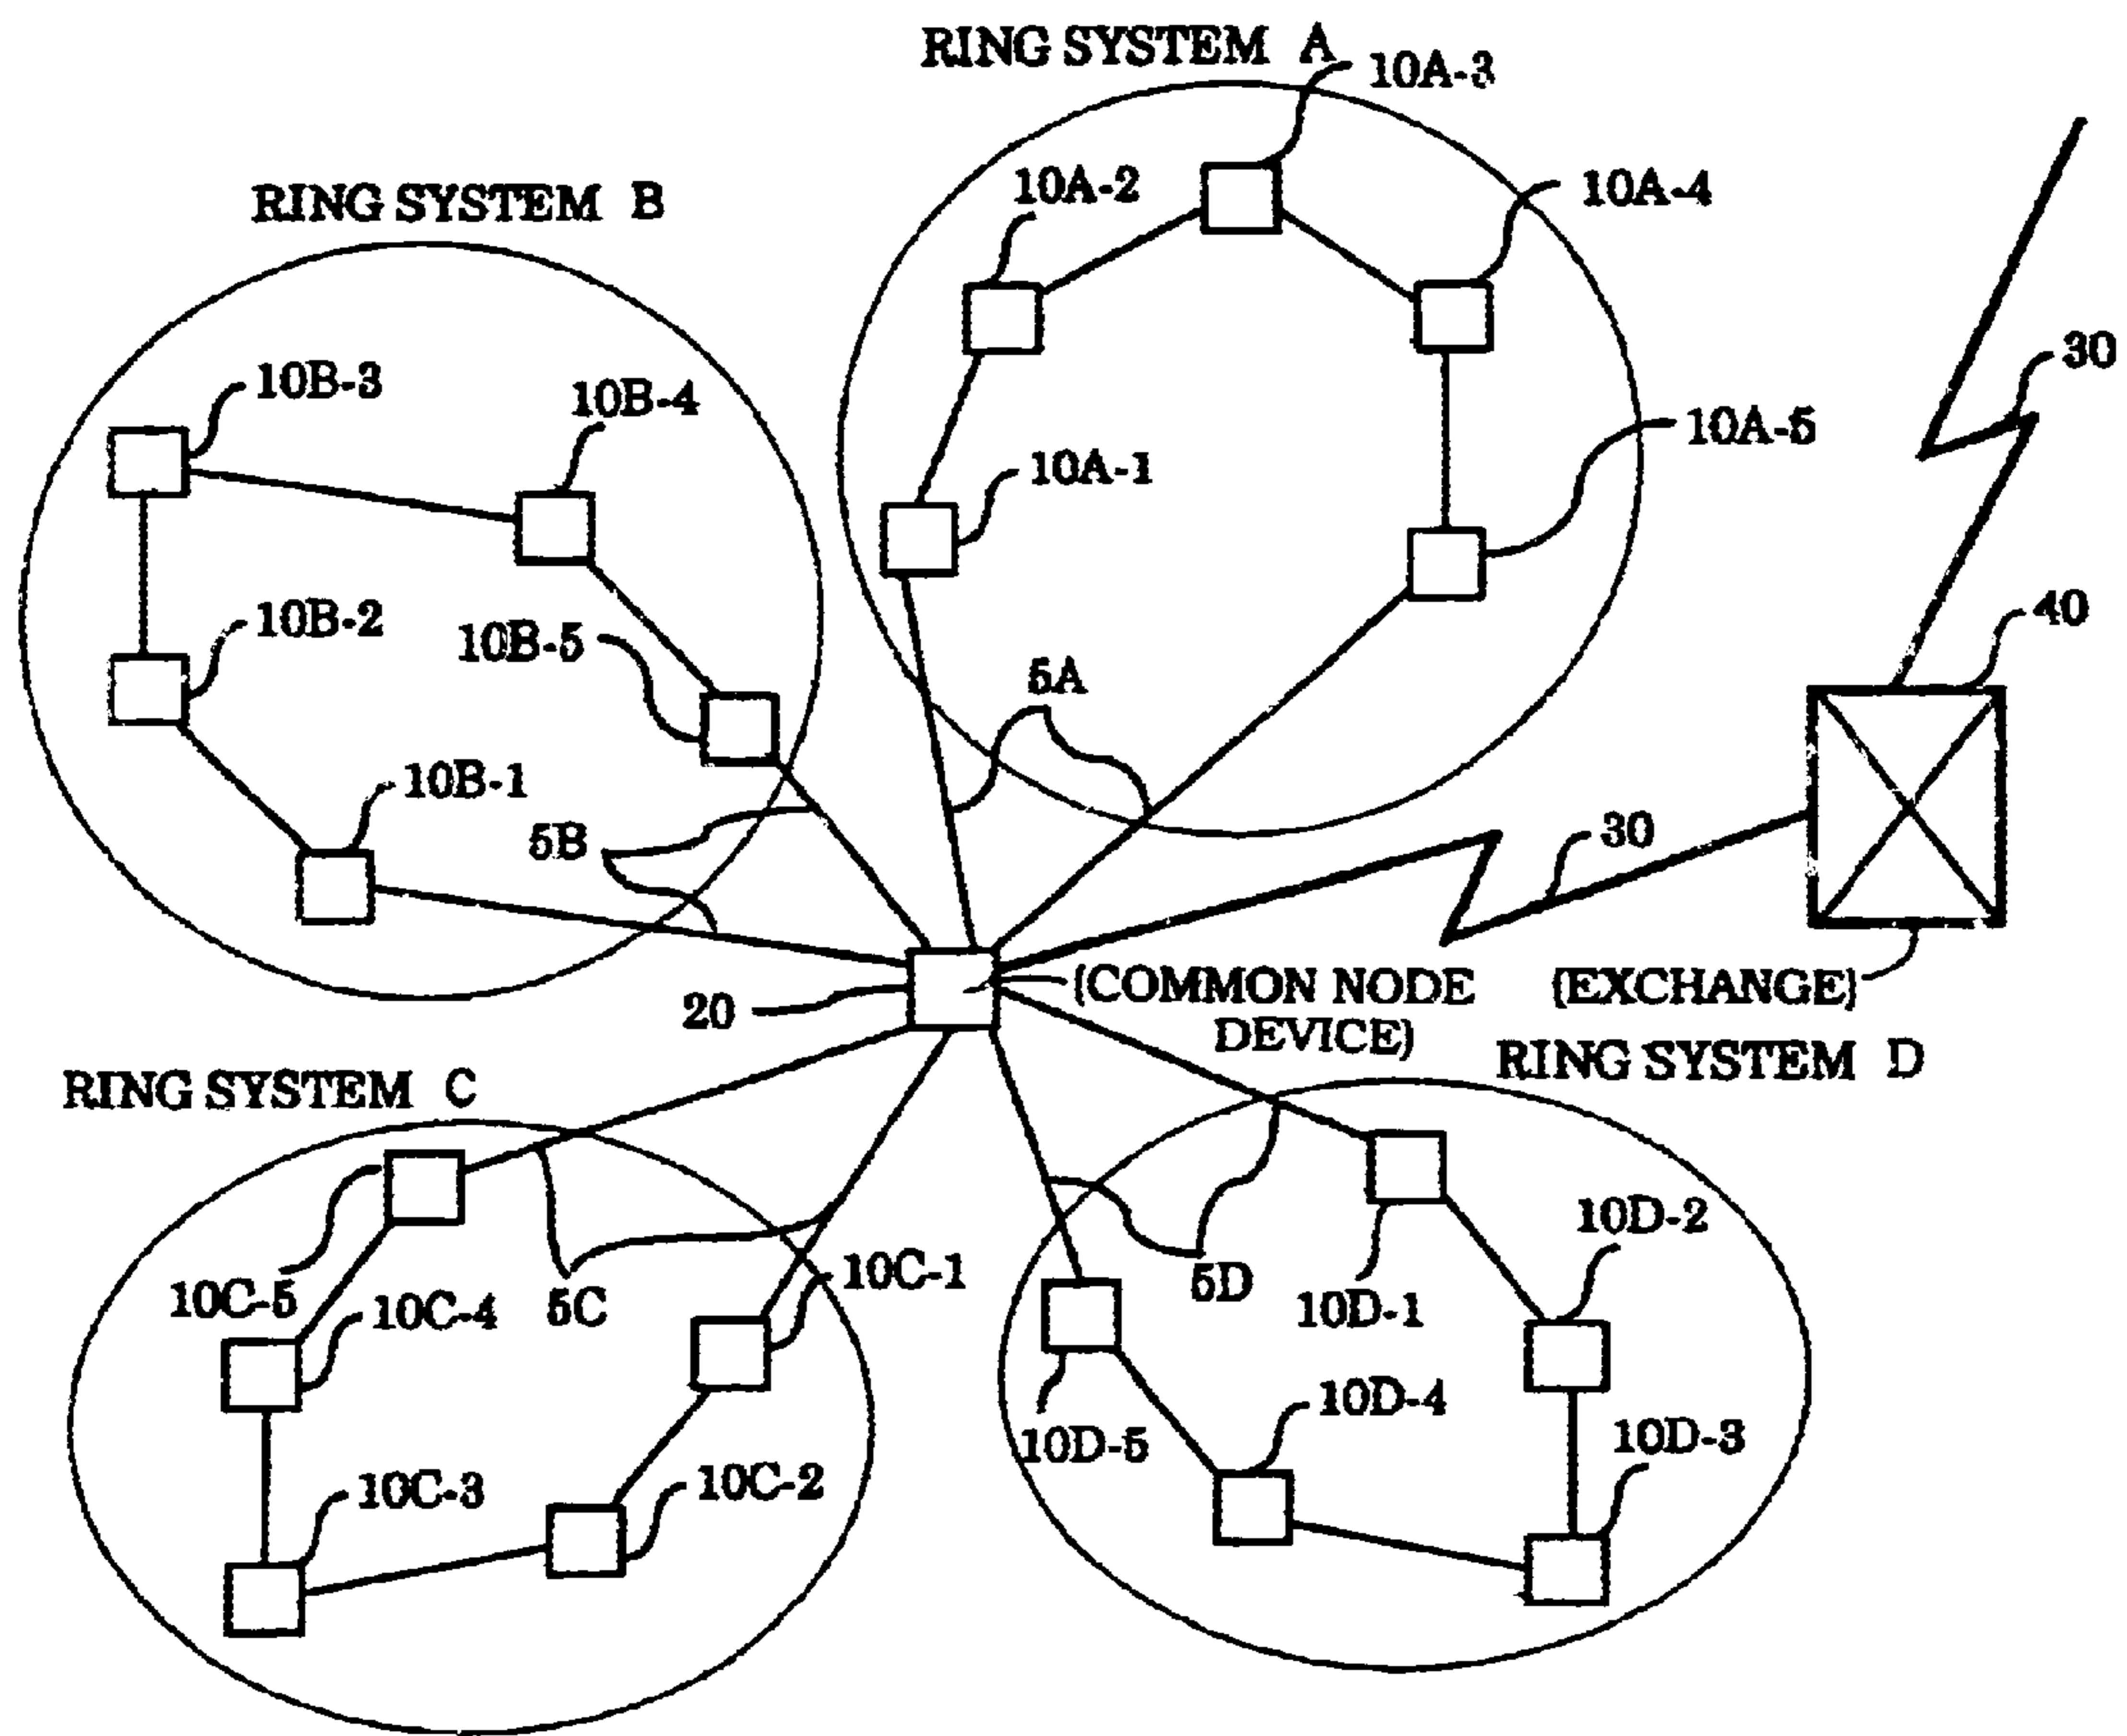 RING SYSTEM A
10A-3
10A-2
10A-4
RING SYSTEM B
30
10B-3
10B-4
10A-5
10A-1
40
10B-2
10B-5
5A
10B-1
30
5B
(COMMON NODE
DEVICE)
(EXCHANGE)
20
RING SYSTEM D
RING SYSTEM C
10D-2
10C-1
5D
10C-5
5C
10D-1
10C-4
10D-4
10D-5
10D-3
10C-3
10C-2